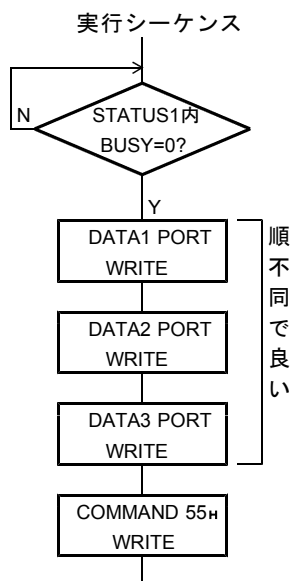 実行シーケンス
STATUS1内
BUSY=0?
N
Y
DATA1 PORT
WRITE
DATA2 PORT
WRITE
DATA3 PORT
WRITE
順不同で良い
COMMAND 55H
WRITE